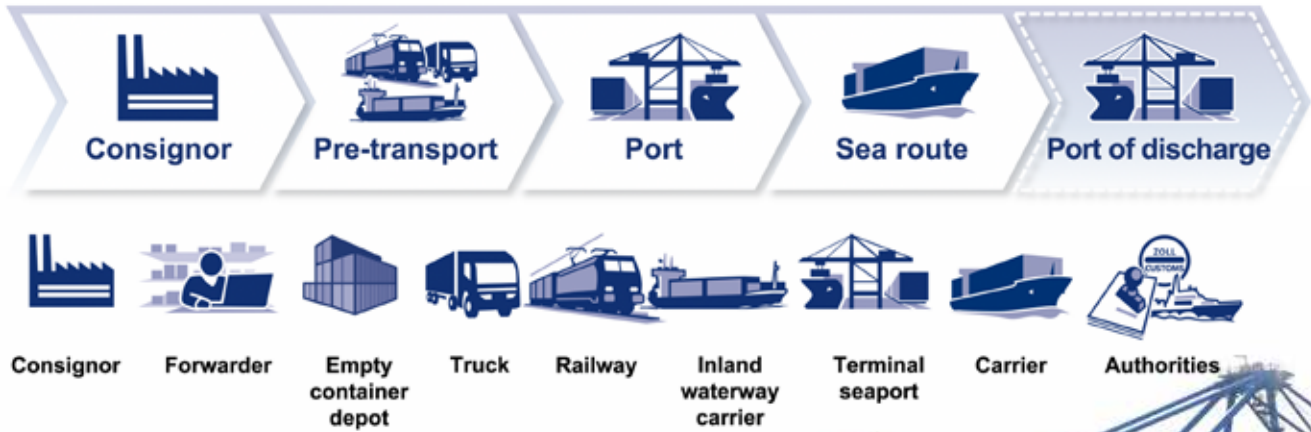 Consignor
Pre-transport
Port
Sea route
Port of discharge
ZOLL
CUSTOMS
Consignor
Forwarder
Empty
container
depot
Truck
Railway
Inland
waterway
carrier
Terminal
seaport
Carrier
Authorities